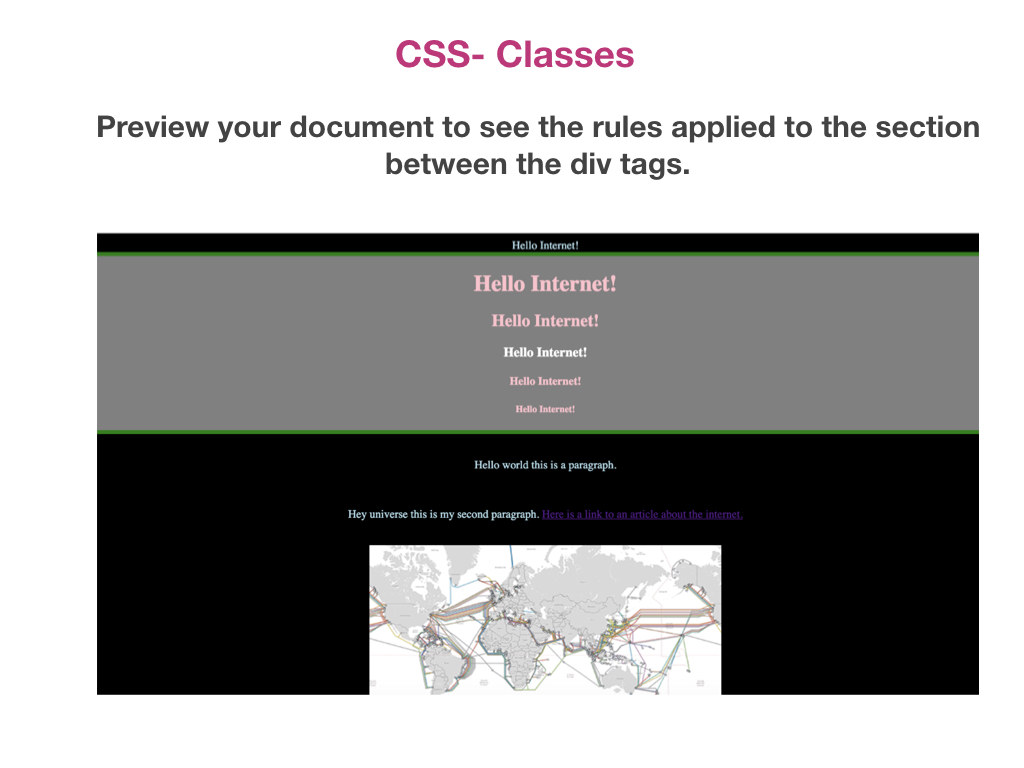 CSS- Classes
Preview your document to see the rules applied to the section
between the div tags.
Hello Internet!
Hello Internet!
Hello Internet!
Hello Internet!
Hello Internet!
Hello Internet!
Hello world this is a paragraph.
Hey universe this is my second paragraph. Here is a link to an article about the internet.